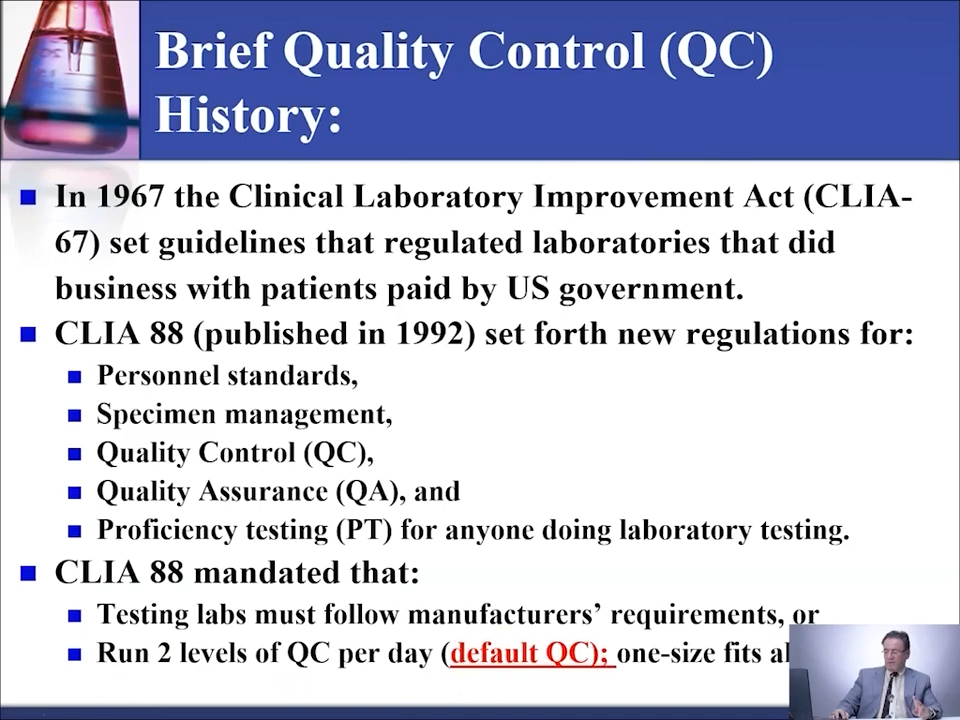 Brief Quality Control (QC)
History:
In 1967 the Clinical Laboratory Improvement Act (CLIA-
67) set guidelines that regulated laboratories that did
business with patients paid by US government.
CLIA 88 (published in 1992) set forth new regulations for:
Personnel standards,
Specimen management,
Quality Control (QC),
Quality Assurance (QA), and
Proficiency testing (PT) for anyone doing laboratory testing.
CLIA 88 mandated that:
Testing labs must follow manufacturers’ requirements, or
Run 2 levels of QC per day (default QC); one-size fits